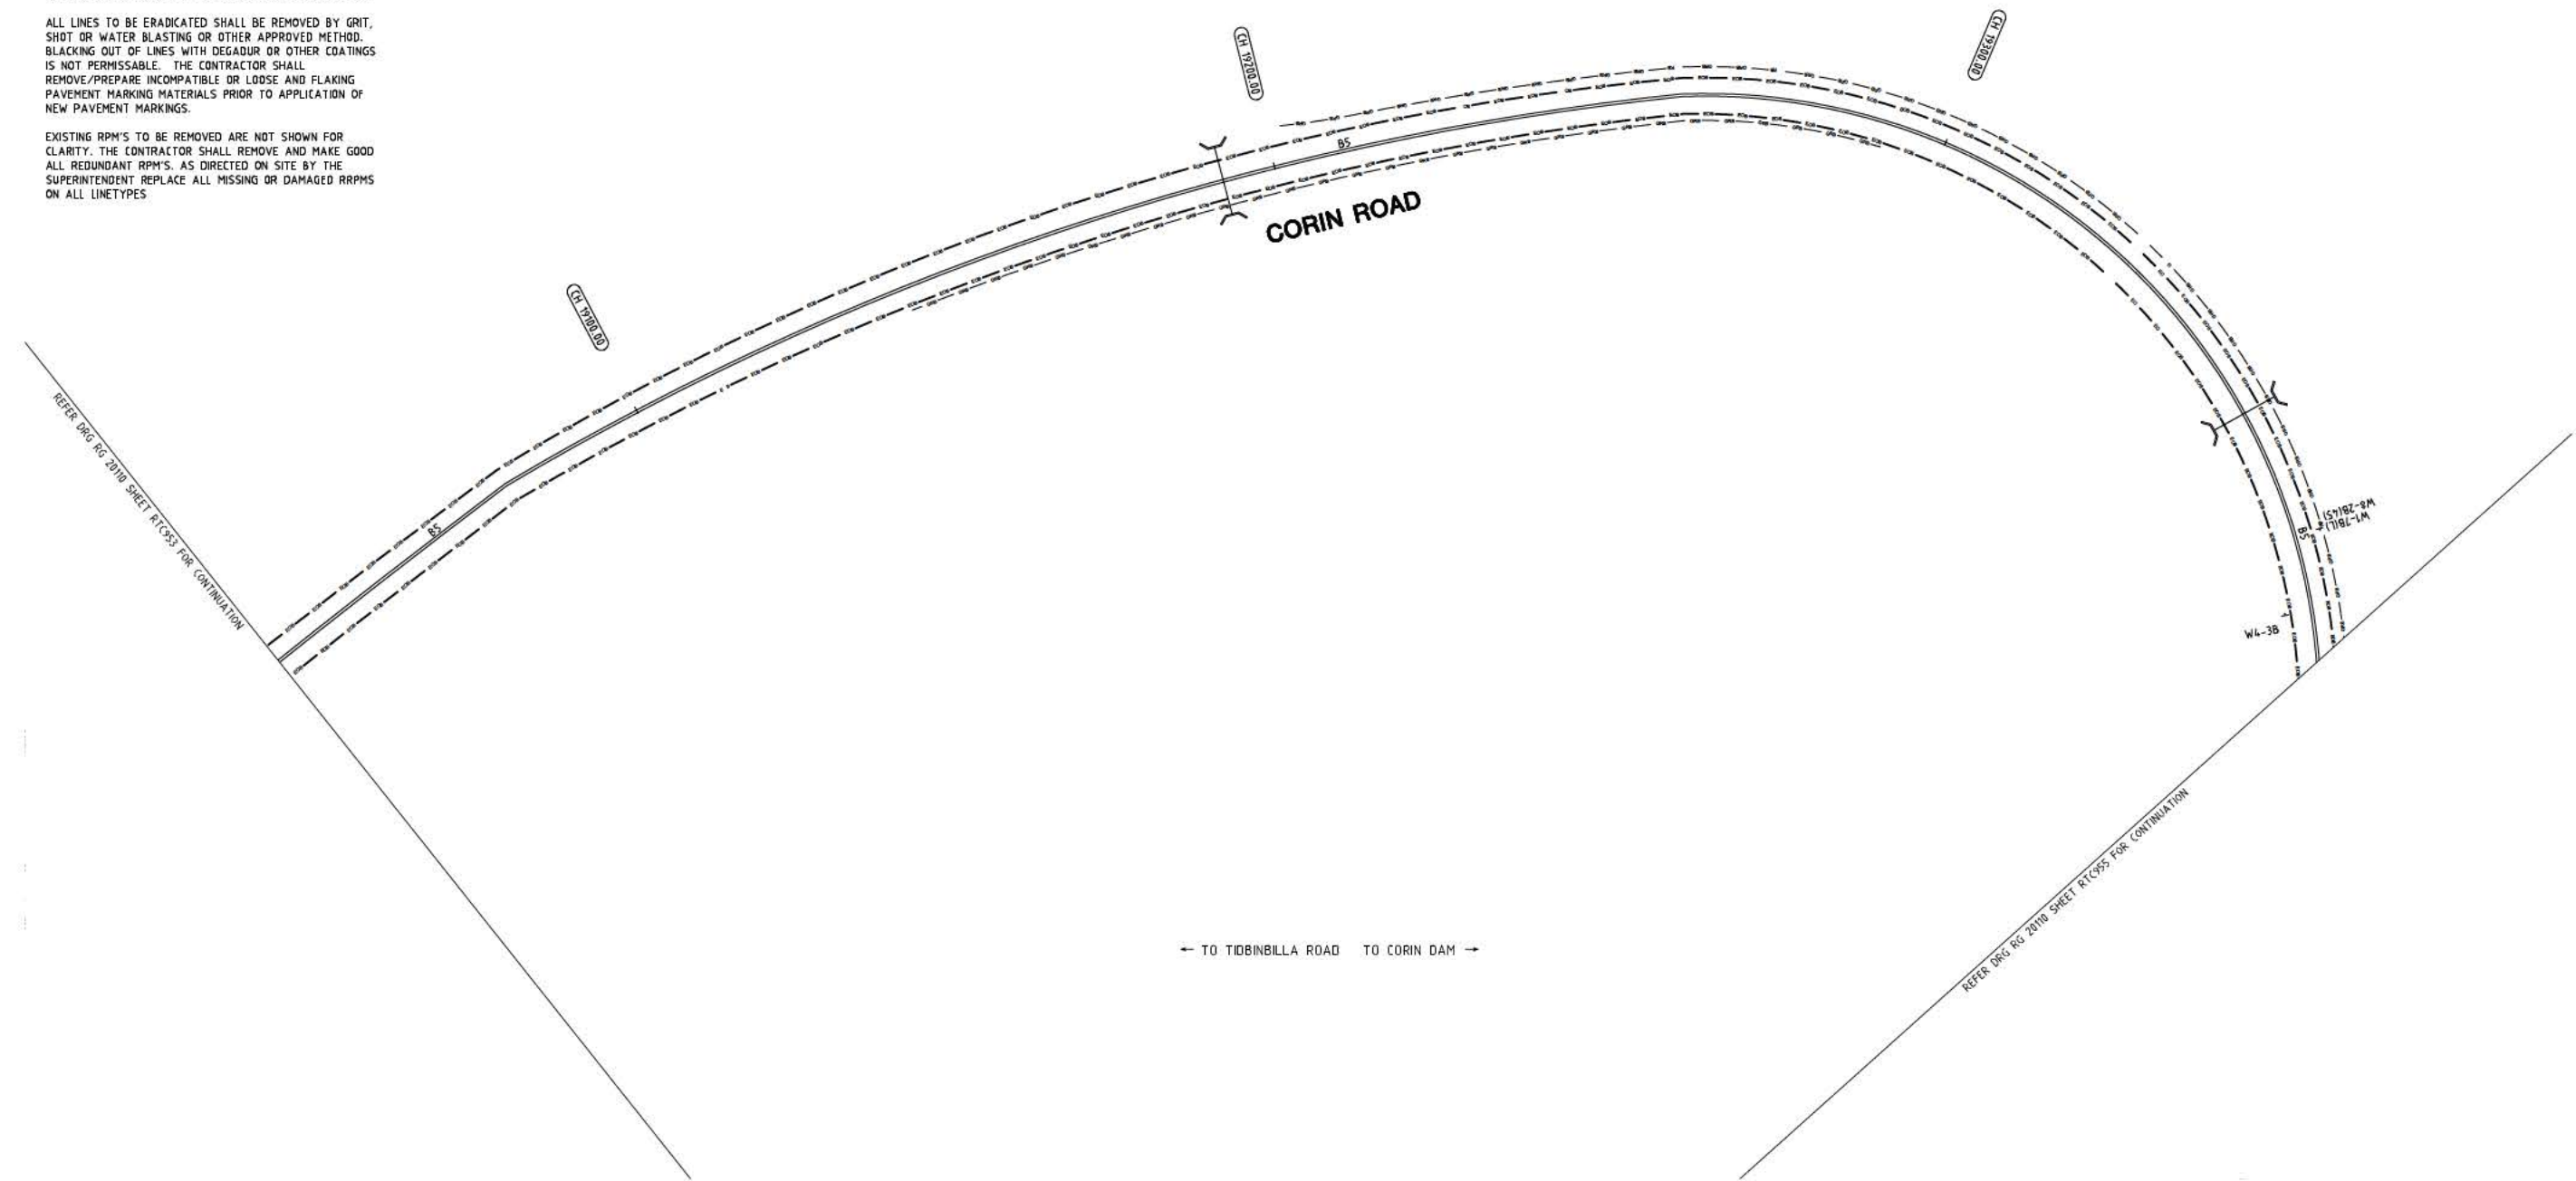 ALL LINES TO BE ERADICATED SHALL BE REMOVED BY GRIT,
SHOT OR WATER BLASTING OR OTHER APPROVED METHOD.
BLACKING OUT OF LINES WITH DEGADUR OR OTHER COATINGS
IS NOT PERMISSABLE. THE CONTRACTOR SHALL
REMOVE/PREPARE INCOMPATIBLE OR LOOSE AND FLAKING
PAVEMENT MARKING MATERIALS PRIOR TO APPLICATION OF
NEW PAVEMENT MARKINGS.
EXISTING RPM'S TO BE REMOVED ARE NOT SHOWN FOR
CLARITY. THE CONTRACTOR SHALL REMOVE AND MAKE GOOD
ALL REDUNDANT RPM'S. AS DIRECTED ON SITE BY THE
SUPERINTENDENT REPLACE ALL MISSING OR DAMAGED RRPMS
ON ALL LINETYPES
CH 19100.00
CH 19200.00
CH 19300.00
BS
BS
BS
CORIN ROAD
REFER DRG RG 20110 SHEET RTC953 FOR CONTINUATION
W1-7B(L)
W8-2B(45)
W4-3B
← TO TIDBINBILLA ROAD TO CORIN DAM →
REFER DRG RG 20110 SHEET RTC955 FOR CONTINUATION